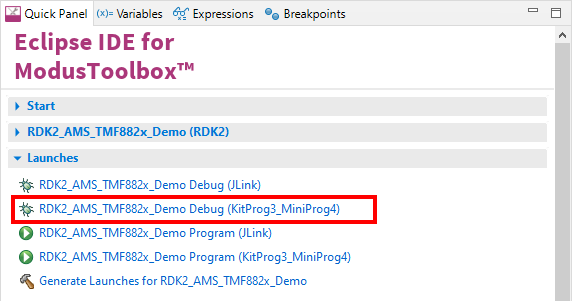 Quick Panel (x)= Variables Expressions Breakpoints
Eclipse IDE for
ModusToolbox™
Start
RDK2_AMS_TMF882x_Demo (RDK2)
Launches
RDK2_AMS_TMF882x_Demo Debug (JLink)
RDK2_AMS_TMF882x_Demo Debug (KitProg3_MiniProg4)
RDK2_AMS_TMF882x_Demo Program (JLink)
RDK2_AMS_TMF882x_Demo Program (KitProg3_MiniProg4)
Generate Launches for RDK2_AMS_TMF882x_Demo